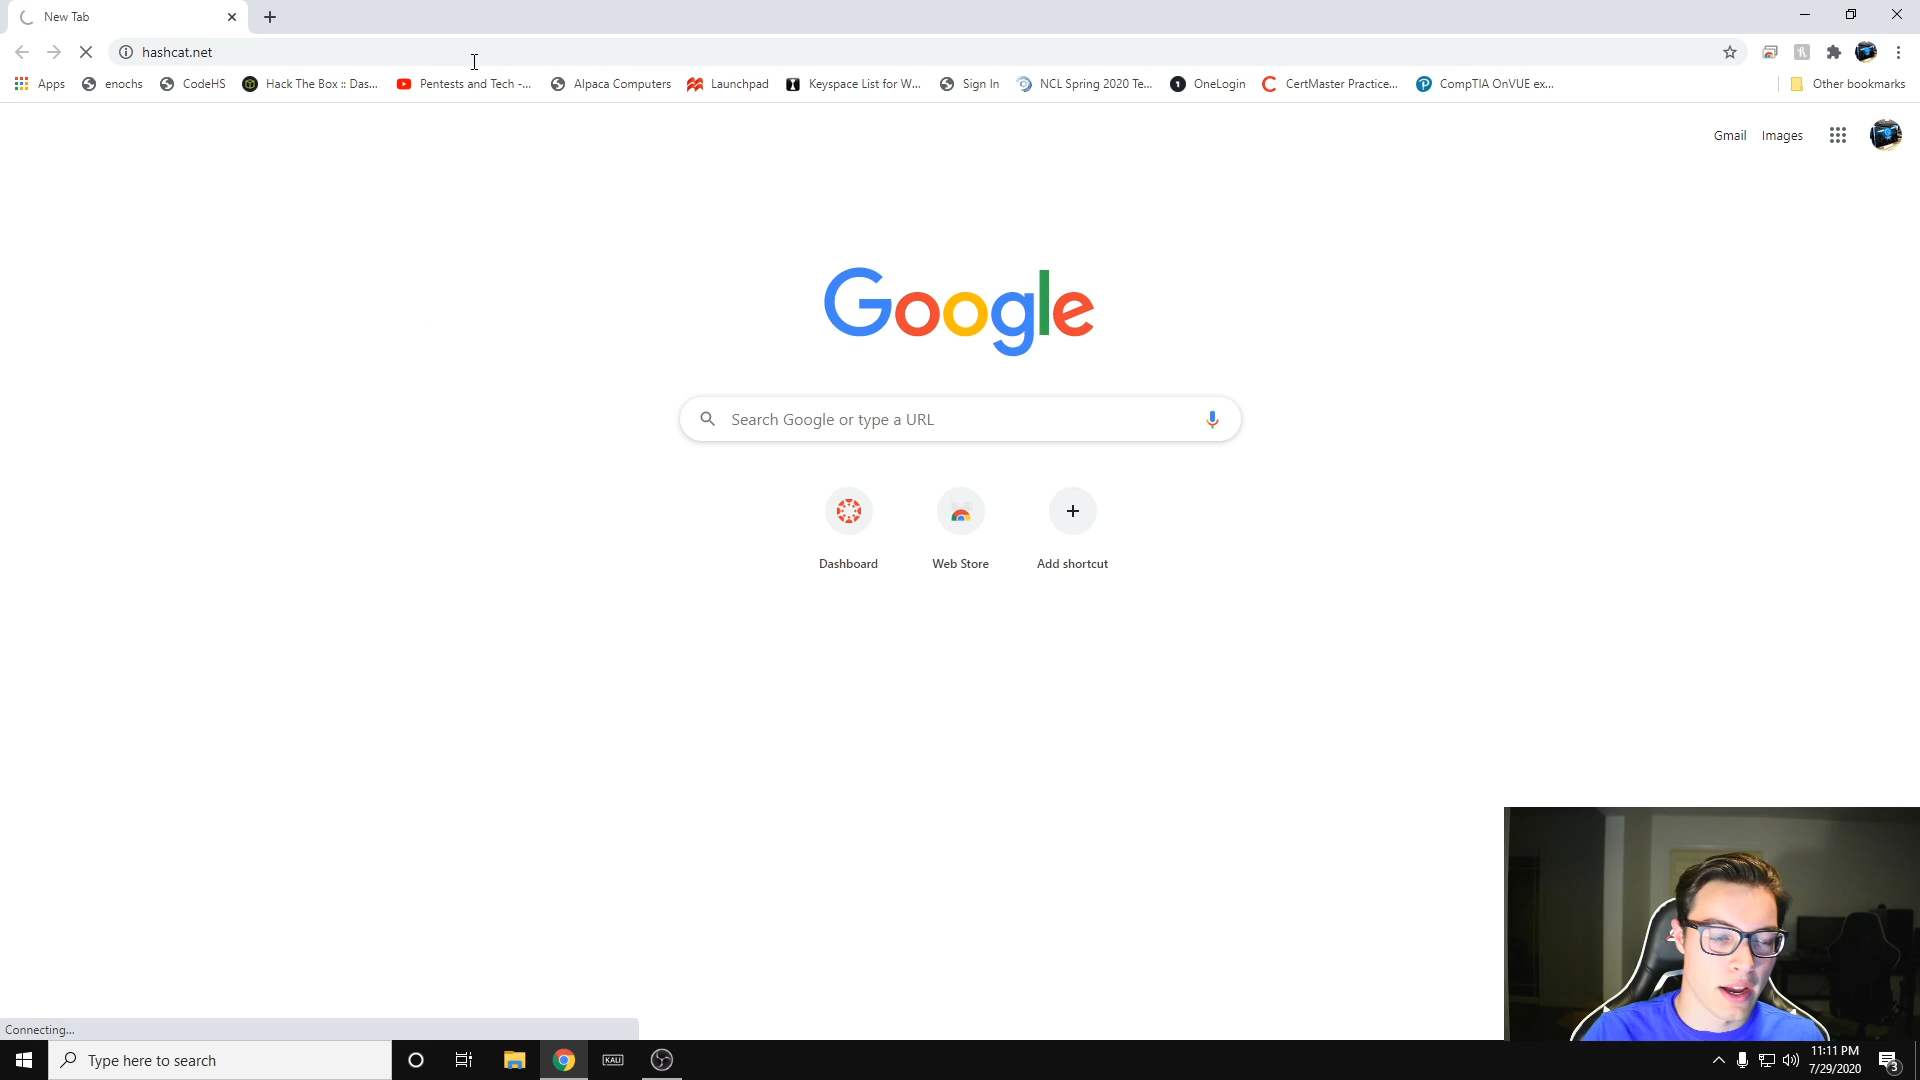 New Tab
hashcat.net
Apps
enochs
CodeHS
Hack The Box :: Das...
Pentests and Tech -...
Alpaca Computers
Launchpad
Keyspace List for W...
Sign In
NCL Spring 2020 Te...
OneLogin
CertMaster Practice...
CompTIA OnVUE ex...
Other bookmarks
Gmail
Images
Google
Search Google or type a URL
Dashboard
Web Store
Add shortcut
Connecting...
Type here to search
KALI
11:11 PM
7/29/2020
3